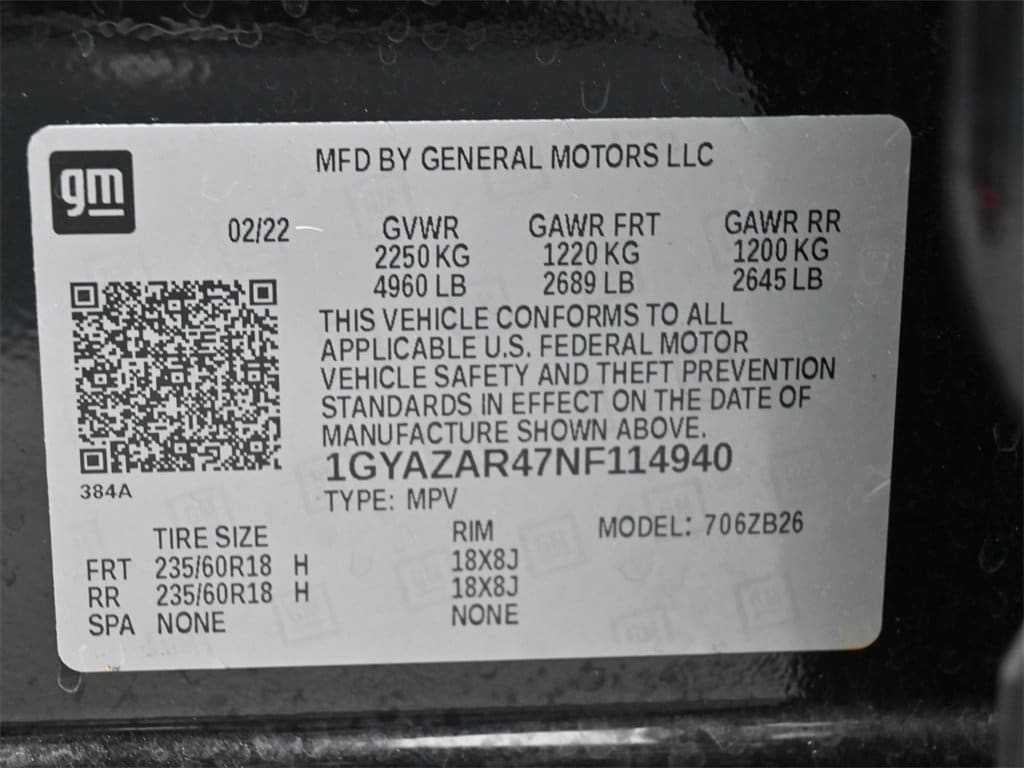 gm
MFD BY GENERAL MOTORS LLC
02/22 GVWR GAWR FRT GAWR RR
2250 KG 1220 KG 1200 KG
4960 LB 2689 LB 2645 LB
THIS VEHICLE CONFORMS TO ALL
APPLICABLE U.S. FEDERAL MOTOR
VEHICLE SAFETY AND THEFT PREVENTION
STANDARDS IN EFFECT ON THE DATE OF
MANUFACTURE SHOWN ABOVE.
1GYAZAR47NF114940
384A
TYPE: MPV
TIRE SIZE RIM MODEL: 706ZB26
FRT 235/60R18 H 18X8J
RR 235/60R18 H 18X8J
SPA NONE NONE